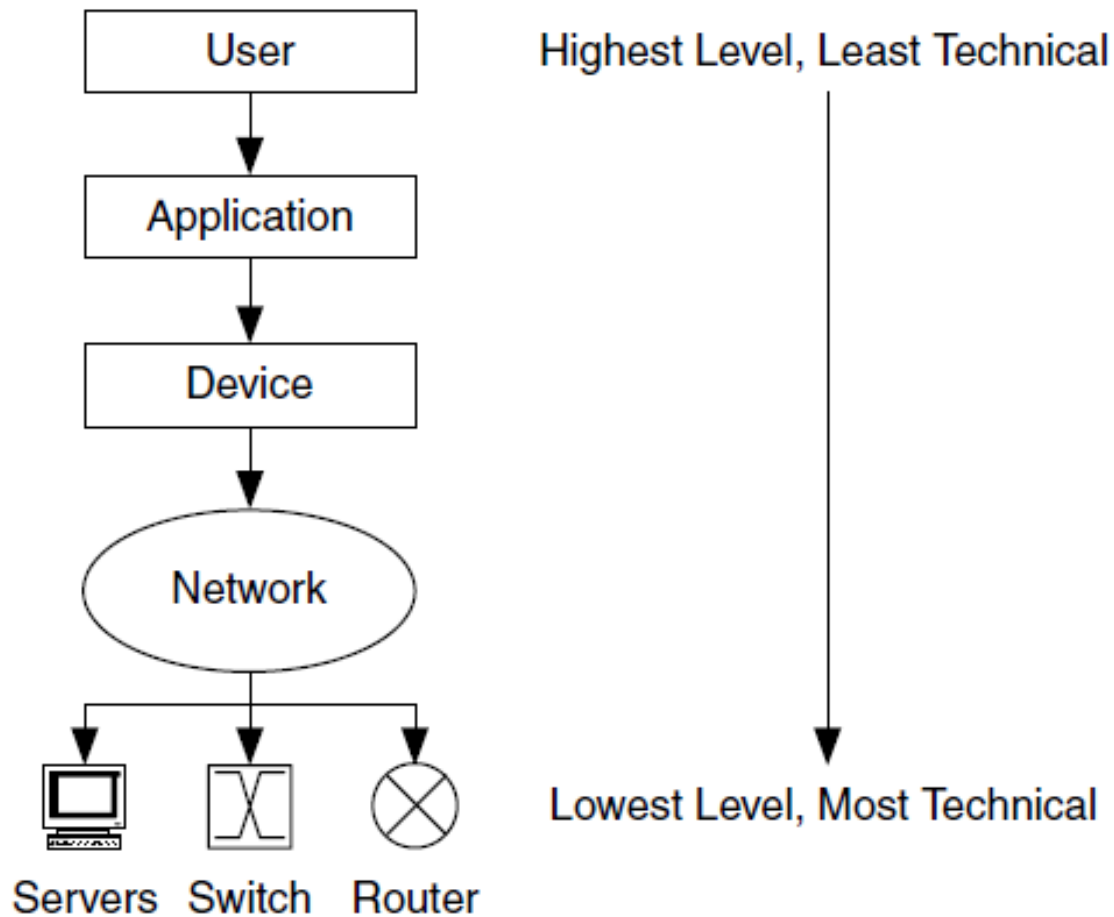 User
Highest Level, Least Technical
Application
Device
Network
Lowest Level, Most Technical
Servers
Switch
Router